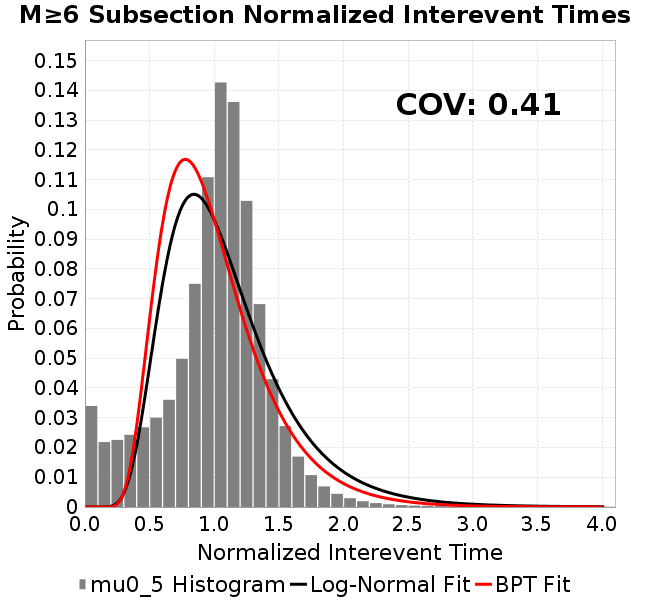 M≥6 Subsection Normalized Interevent Times
COV: 0.41
Probability
0.15
0.14
0.13
0.12
0.11
0.1
0.09
0.08
0.07
0.06
0.05
0.04
0.03
0.02
0.01
0
0.0 0.5 1.0 1.5 2.0 2.5 3.0 3.5 4.0
Normalized Interevent Time
mu0_5 Histogram Log-Normal Fit BPT Fit